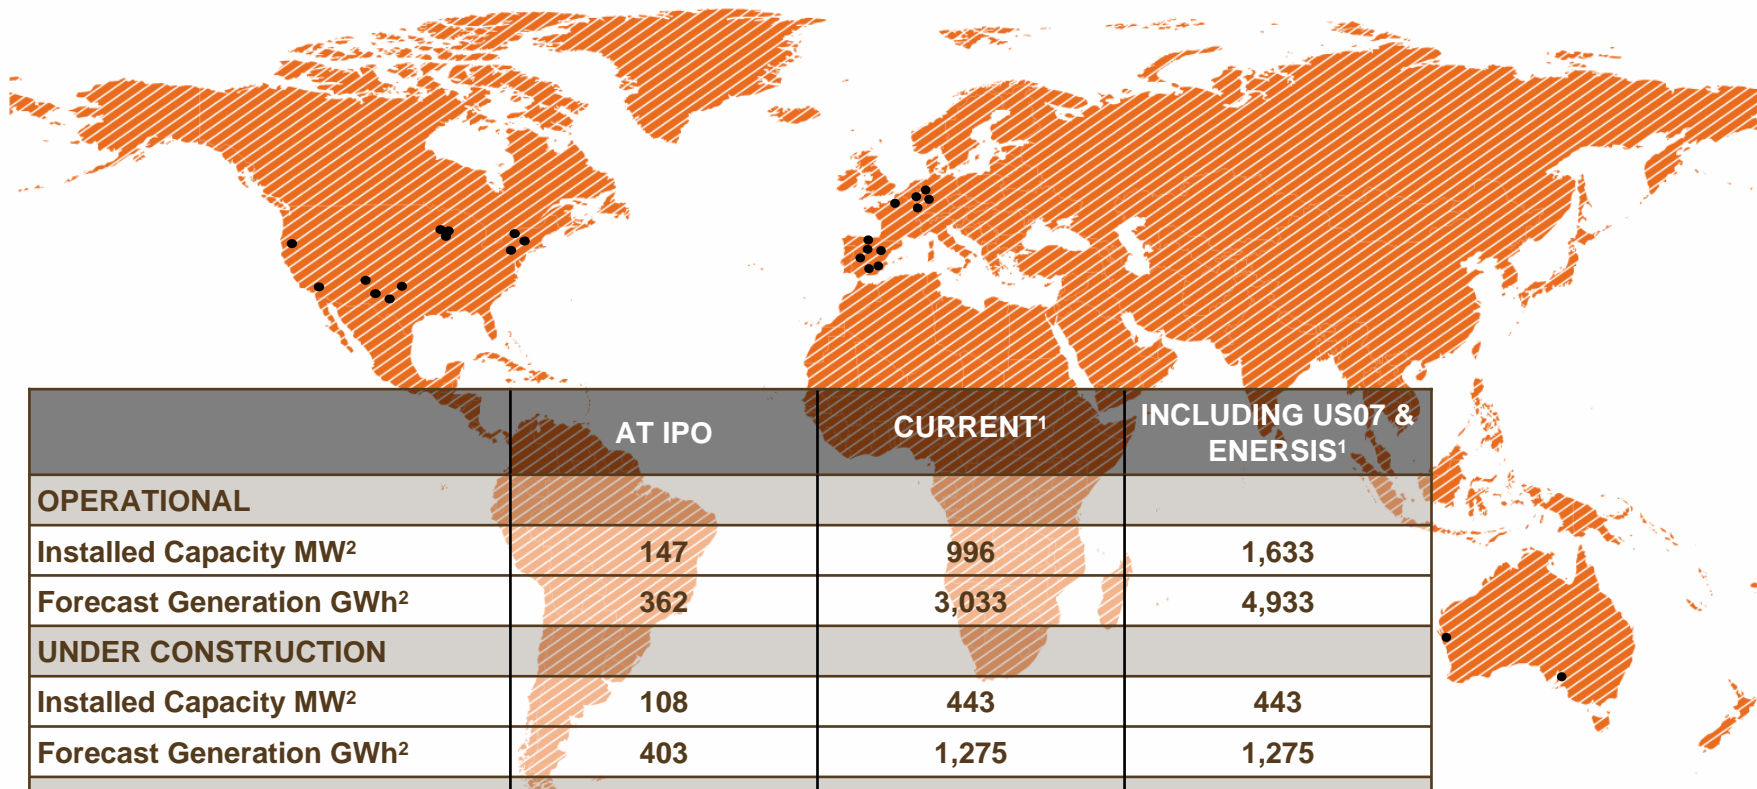 AT IPO CURRENT¹ INCLUDING US07 &
ENERSIS¹
OPERATIONAL
Installed Capacity MW² 147 996 1,633
Forecast Generation GWh² 362 3,033 4,933
UNDER CONSTRUCTION
Installed Capacity MW² 108 443 443
Forecast Generation GWh² 403 1,275 1,275